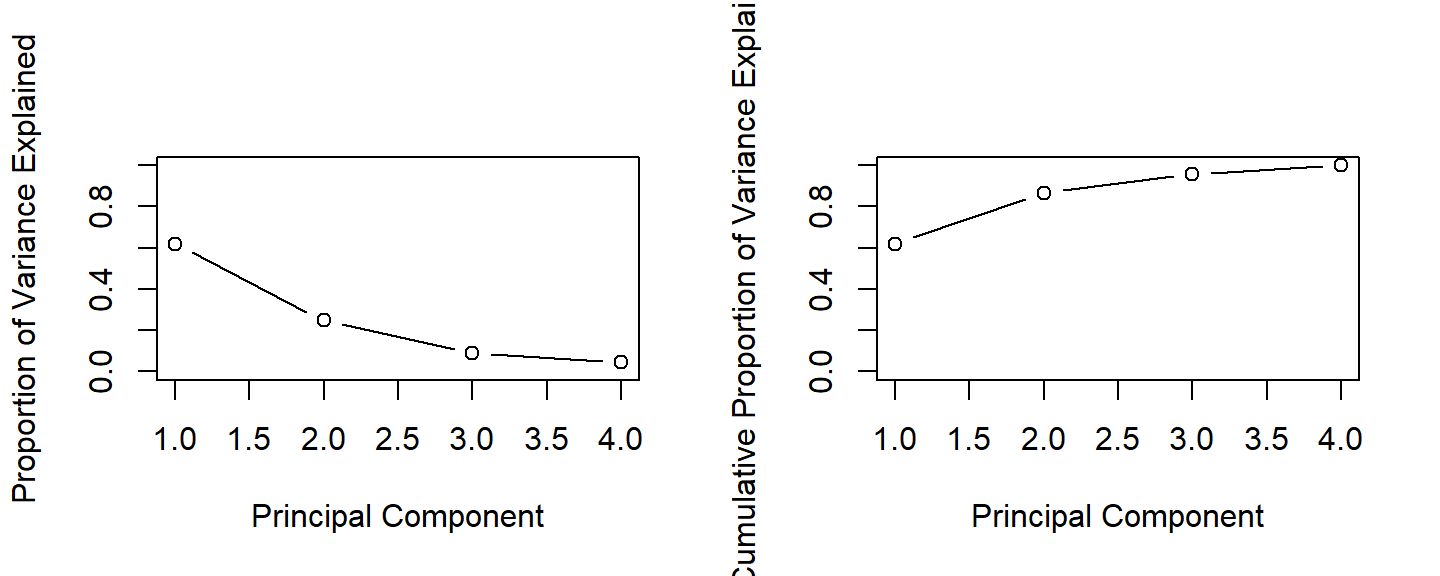 Proportion of Variance Explained
0.0 0.4 0.8
1.0 1.5 2.0 2.5 3.0 3.5 4.0
Principal Component
Cumulative Proportion of Variance Explai
0.0 0.4 0.8
1.0 1.5 2.0 2.5 3.0 3.5 4.0
Principal Component